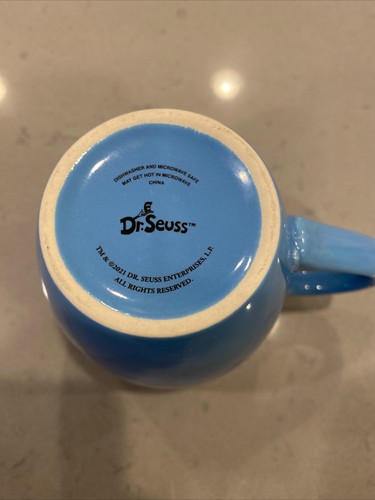 DISHWASHER AND MICROWAVE SAFE
MAY GET HOT IN MICROWAVE
CHINA
Dr. Seuss™
TM & ©2021 DR. SEUSS ENTERPRISES, L.P.
ALL RIGHTS RESERVED.